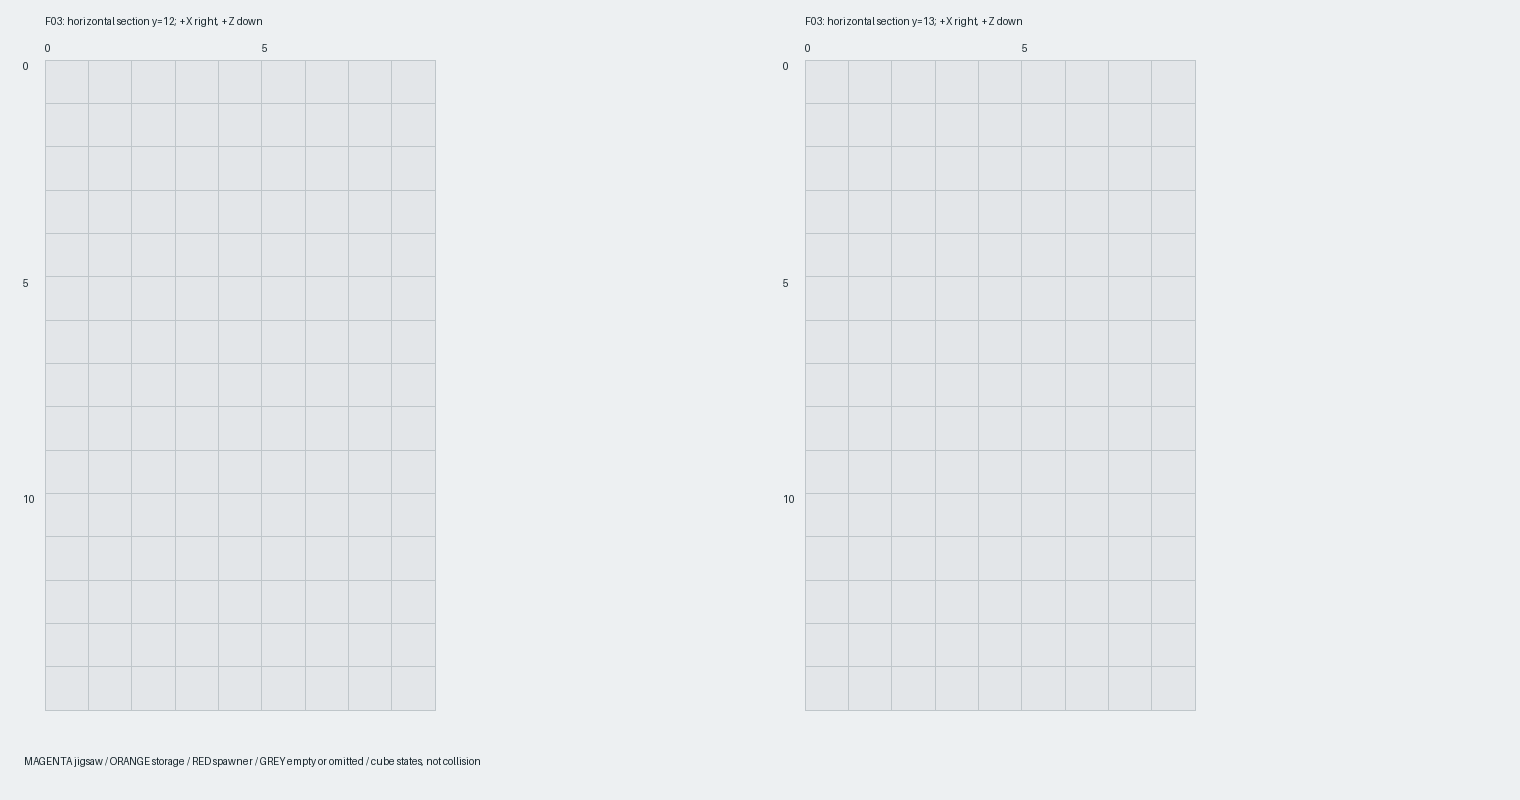 F03: horizontal section y=12; +X right, +Z down
0 5
0
5
10
F03: horizontal section y=13; +X right, +Z down
0 5
0
5
10
MAGENTA jigsaw / ORANGE storage / RED spawner / GREY empty or omitted / cube states, not collision